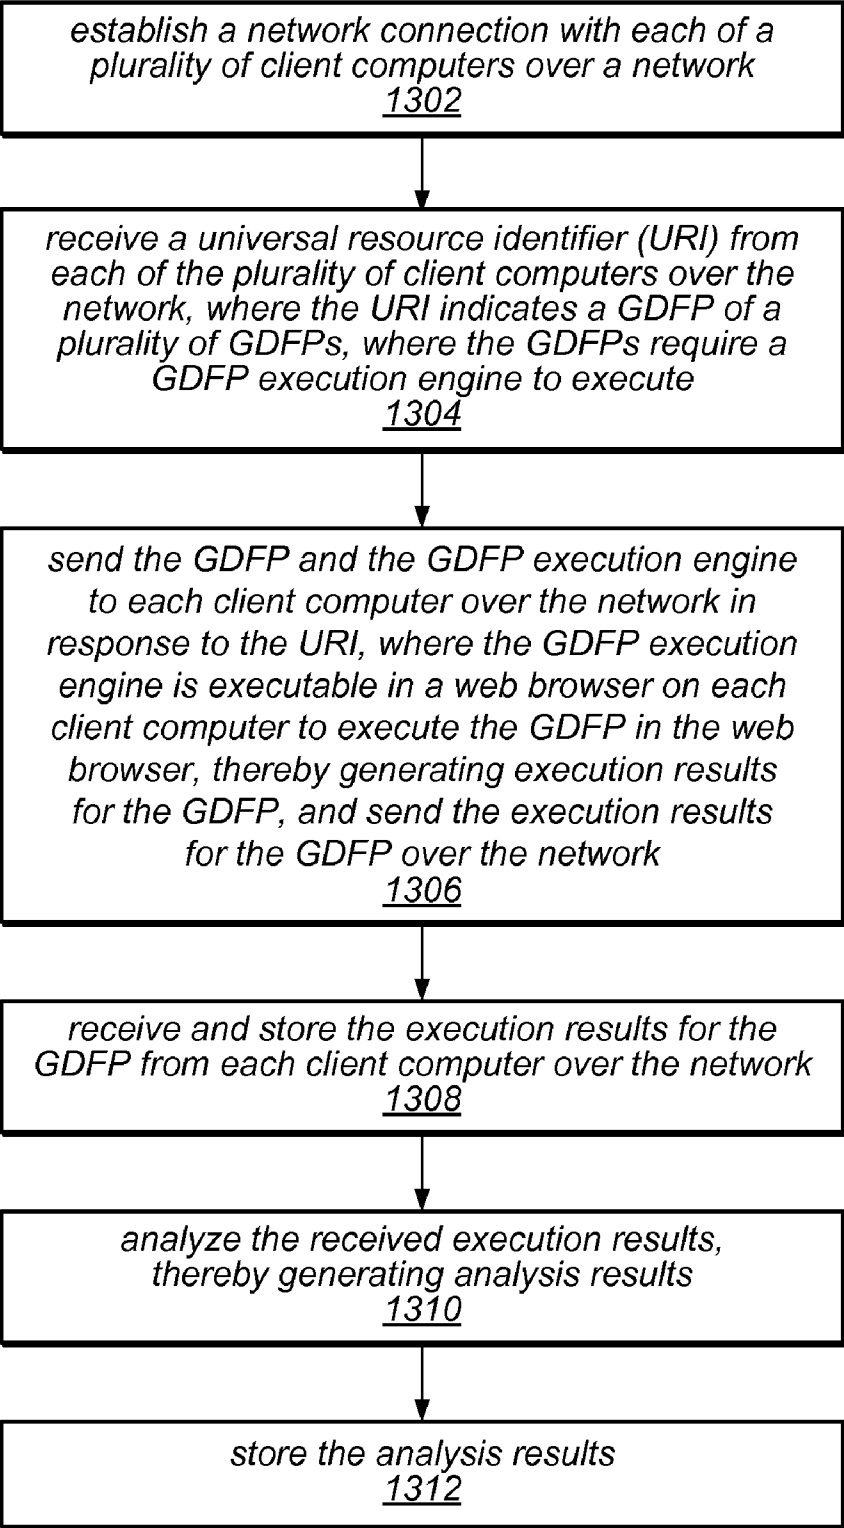 establish a network connection with each of a
plurality of client computers over a network
1302
receive a universal resource identifier (URI) from
each of the plurality of client computers over the
network, where the URI indicates a GDFP of a
plurality of GDFPs, where the GDFPs require a
GDFP execution engine to execute
1304
send the GDFP and the GDFP execution engine
to each client computer over the network in
response to the URI, where the GDFP execution
engine is executable in a web browser on each
client computer to execute the GDFP in the web
browser, thereby generating execution results
for the GDFP, and send the execution results
for the GDFP over the network
1306
receive and store the execution results for the
GDFP from each client computer over the network
1308
analyze the received execution results,
thereby generating analysis results
1310
store the analysis results
1312